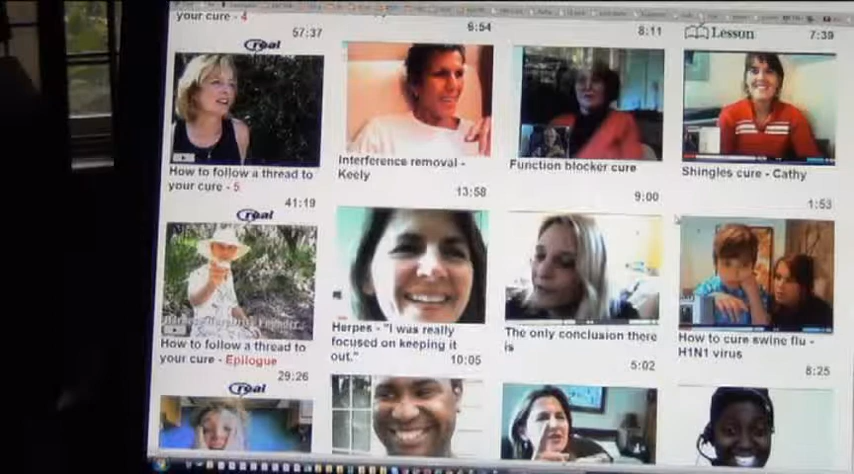 your cure - 4
6:54
8:11
7:39
Lesson
57:37
real
How to follow a thread to
your cure - 5
Interference removal -
Keely
Function blocker cure
Shingles cure - Cathy
41:19
13:58
9:00
1:53
real
How to follow a thread to
your cure - Epilogue
Herpes - "I was really
focused on keeping it
out."
The only conclusion there
is
How to cure swine flu -
H1N1 virus
29:26
10:05
5:02
8:25
real